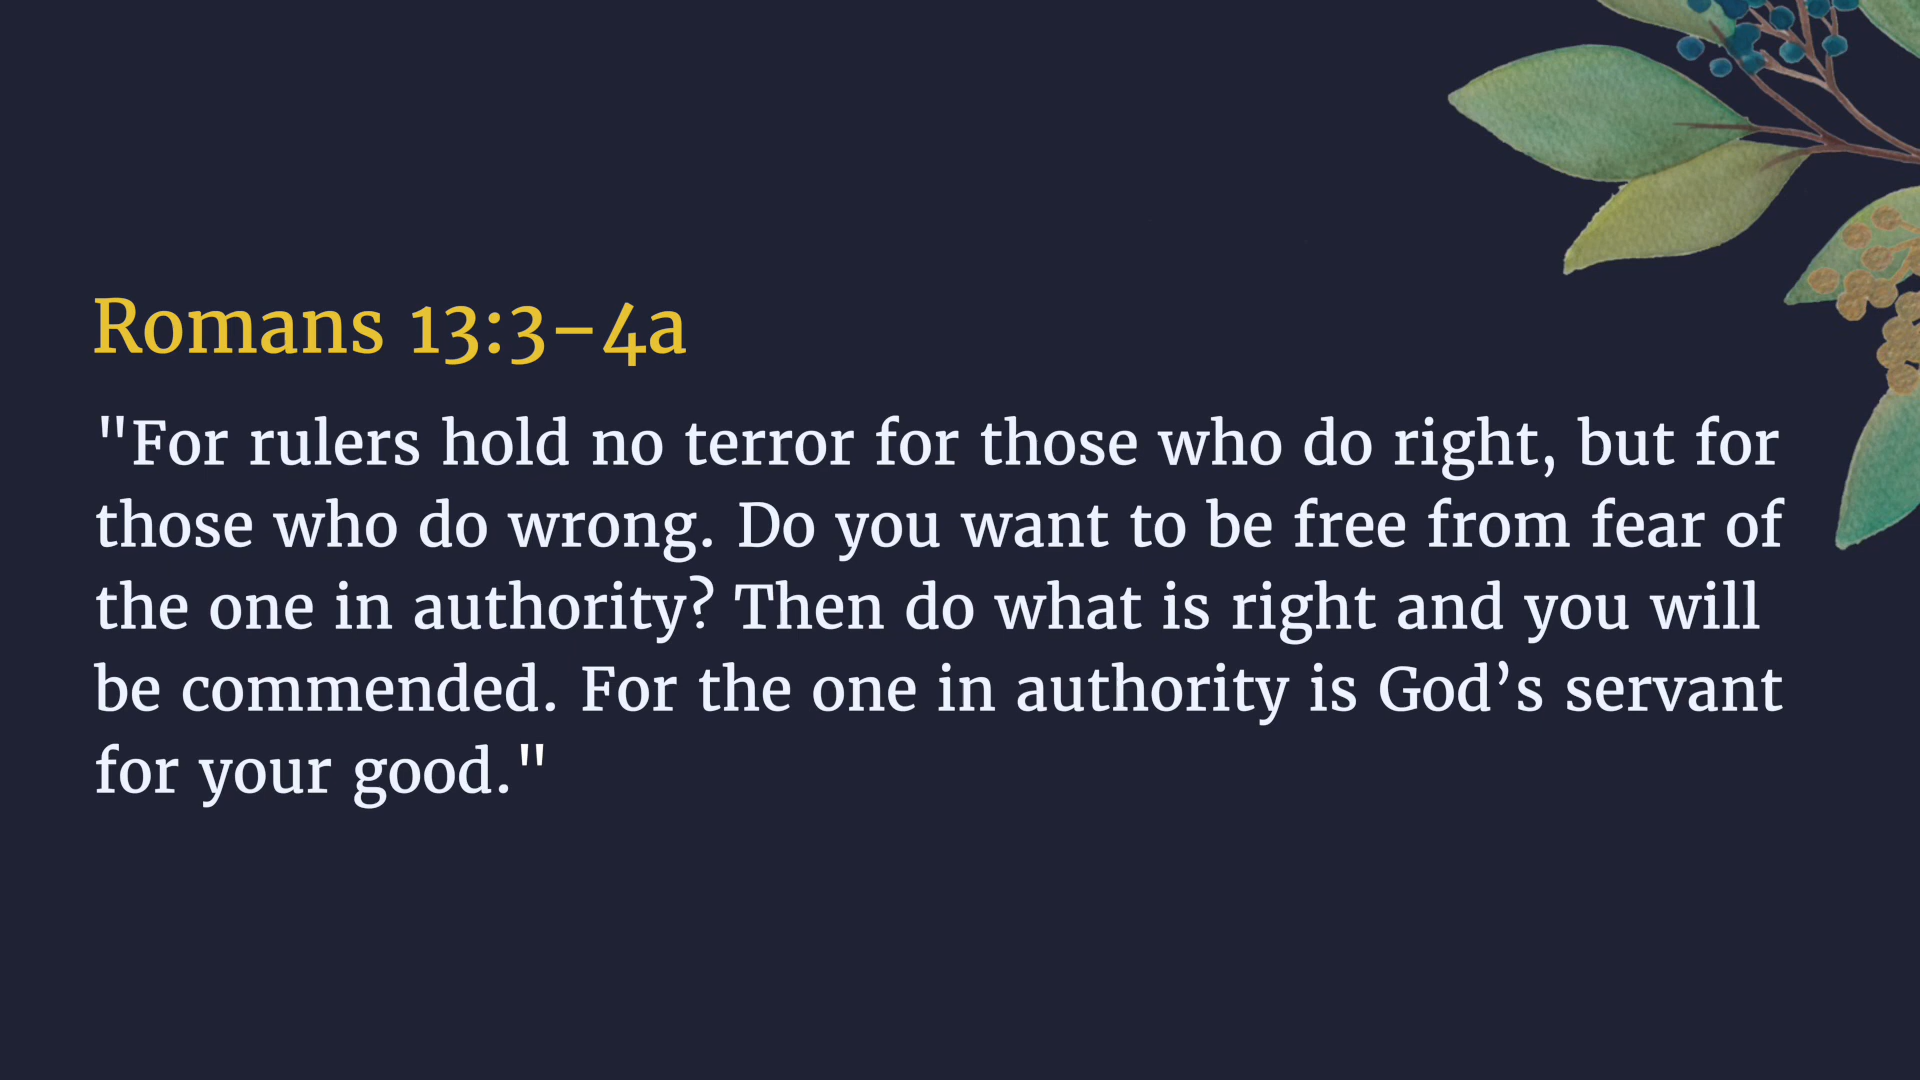 Romans 13:3–4a
"For rulers hold no terror for those who do right, but for
those who do wrong. Do you want to be free from fear of
the one in authority? Then do what is right and you will
be commended. For the one in authority is God’s servant
for your good."